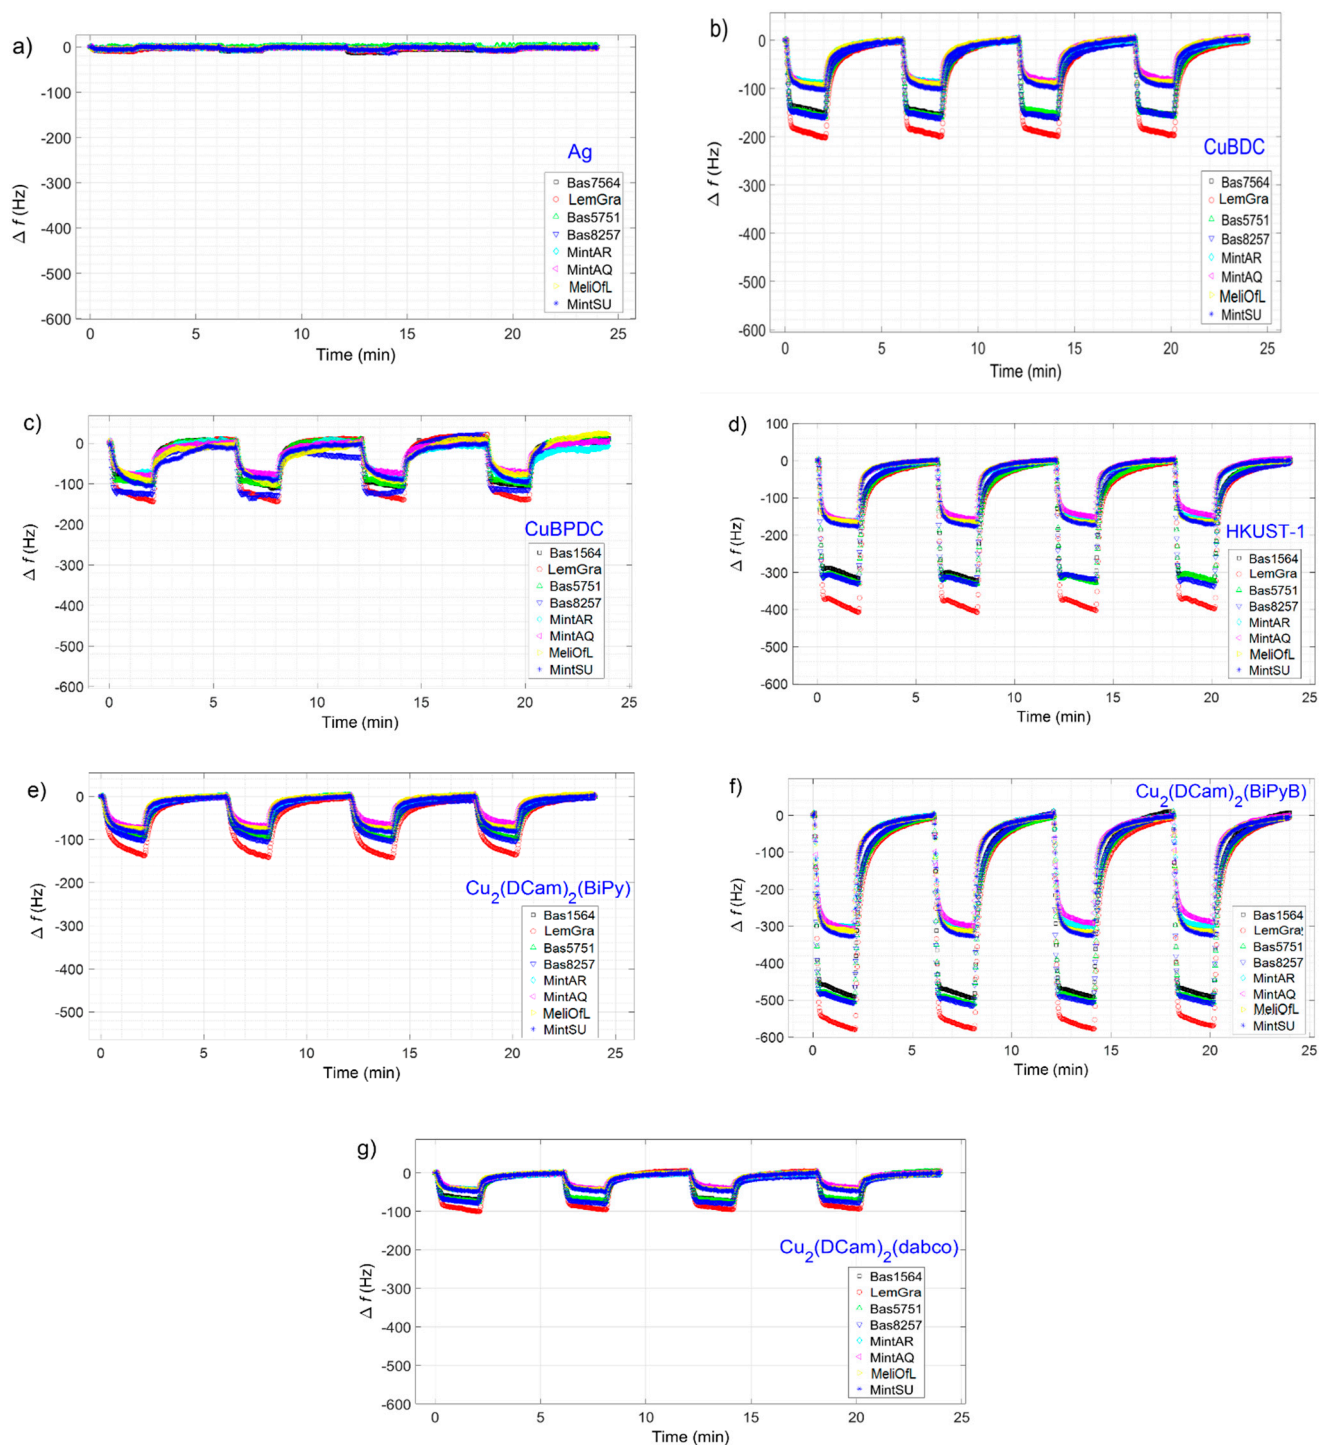 a)
0
-100
-200
-300
-400
-500
-600
Δ f (Hz)
Ag
Bas7564
LemGra
Bas5751
Bas8257
MintAR
MintAQ
MeliOfL
MintSU
0 5 10 15 20 25
Time (min)
b)
0
-100
-200
-300
-400
-500
-600
Δ f (Hz)
CuBDC
Bas7564
LemGra
Bas5751
Bas8257
MintAR
MintAQ
MeliOfL
MintSU
0 5 10 15 20 25
Time (min)
c)
0
-100
-200
-300
-400
-500
-600
Δ f (Hz)
CuBPDC
Bas1564
LemGra
Bas5751
Bas8257
MintAR
MintAQ
MeliOfL
MintSU
0 5 10 15 20 25
Time (min)
d)
100
0
-100
-200
-300
-400
-500
-600
Δ f (Hz)
HKUST-1
Bas1564
LemGra
Bas5751
Bas8257
MintAR
MintAQ
MeliOfL
MintSU
0 5 10 15 20 25
Time (min)
e)
0
-100
-200
-300
-400
-500
Δ f (Hz)
Cu2(DCam)2(BiPy)
Bas1564
LemGra
Bas5751
Bas8257
MintAR
MintAQ
MeliOfL
MintSU
0 5 10 15 20 25
Time (min)
f)
0
-100
-200
-300
-400
-500
-600
Δ f (Hz)
Cu2(DCam)2(BiPyB)
Bas1564
LemGra
Bas5751
Bas8257
MintAR
MintAQ
MeliOfL
MintSU
0 5 10 15 20 25
Time (min)
g)
0
-100
-200
-300
-400
-500
-600
Δ f (Hz)
Cu2(DCam)2(dabco)
Bas1564
LemGra
Bas5751
Bas8257
MintAR
MintAQ
MeliOfL
MintSU
0 5 10 15 20 25
Time (min)